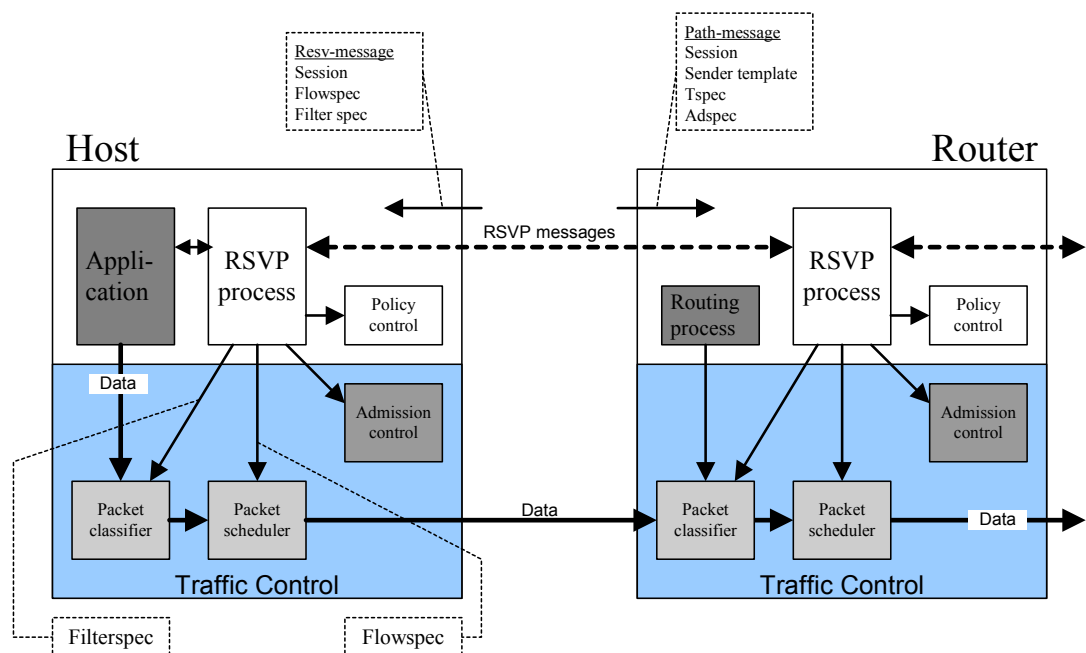 Resv-message
Session
Flowspec
Filter spec
Path-message
Session
Sender template
Tspec
Adspec
Host
Router
Appli-
cation
RSVP
process
Policy
control
RSVP messages
Routing
process
RSVP
process
Policy
control
Data
Admission
control
Admission
control
Packet
classifier
Packet
scheduler
Data
Packet
classifier
Packet
scheduler
Data
Traffic Control
Traffic Control
Filterspec
Flowspec